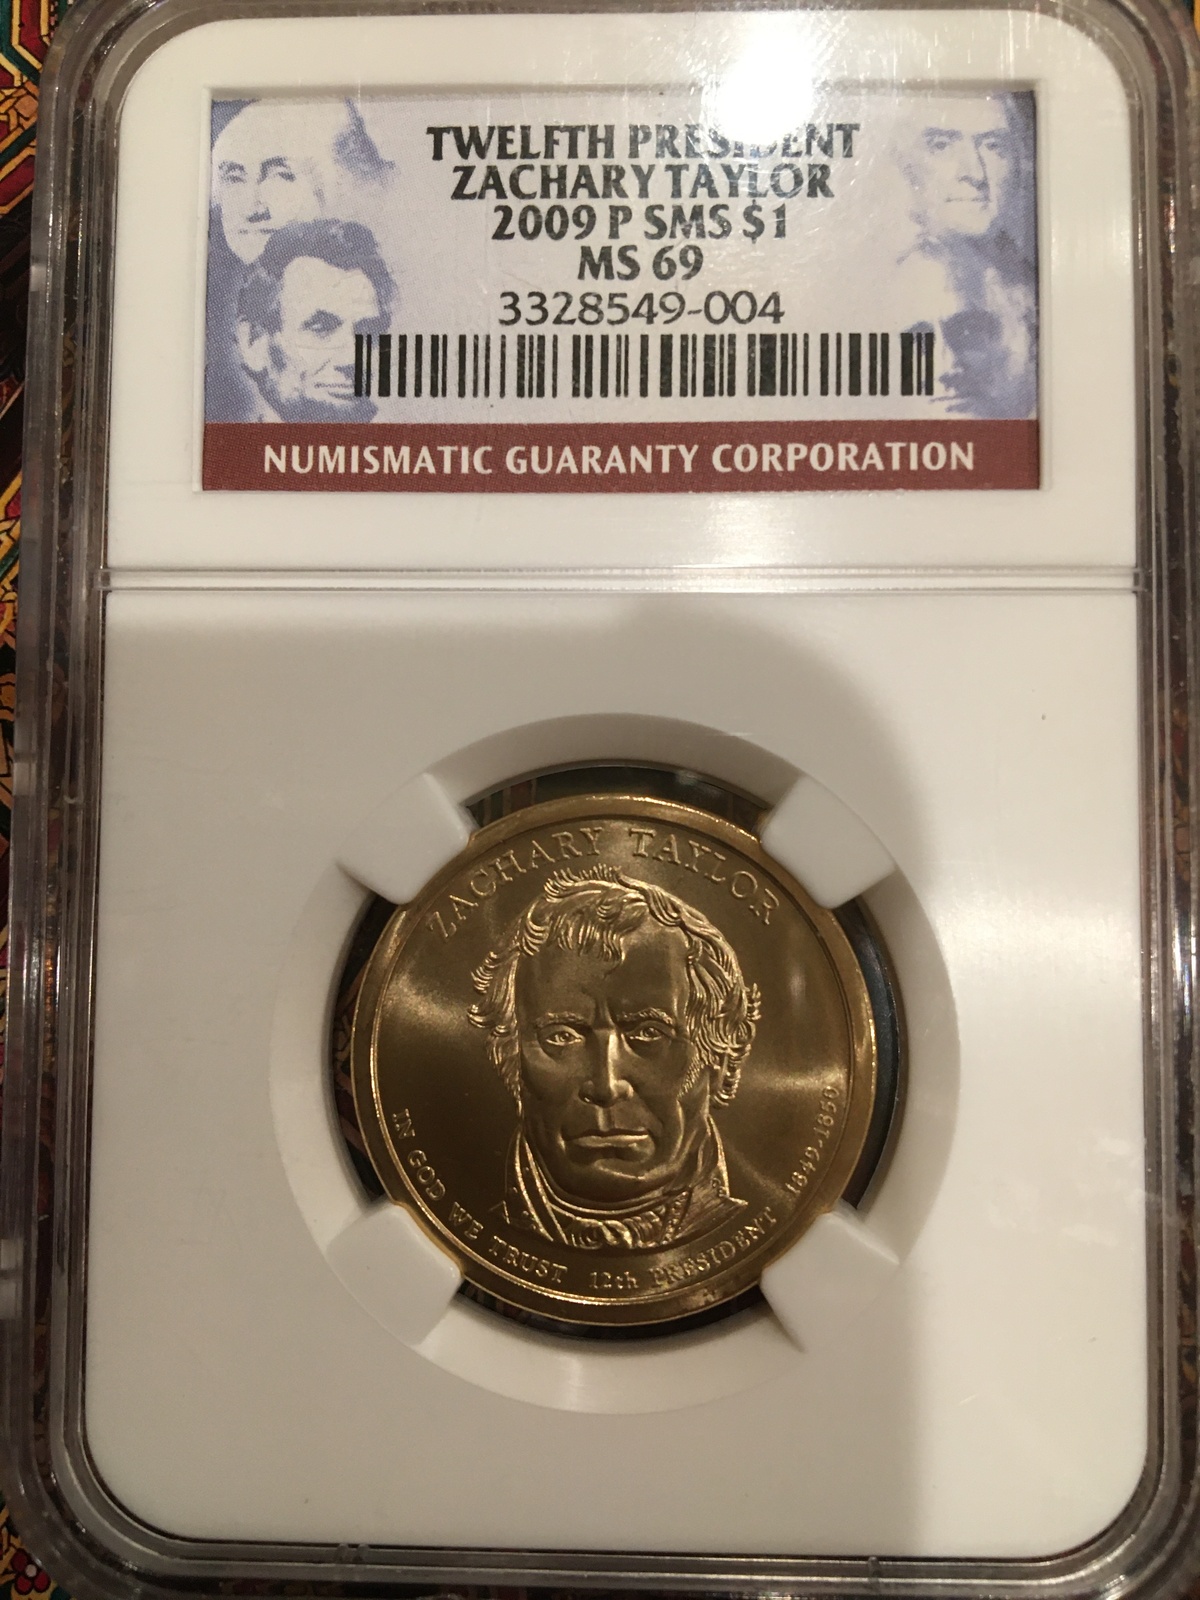 TWELFTH PRESIDENT
ZACHARY TAYLOR
2009 P SMS $1
MS 69
3328549-004
NUMISMATIC GUARANTY CORPORATION
ZACHARY TAYLOR
IN GOD WE TRUST 12th PRESIDENT 1849-1850